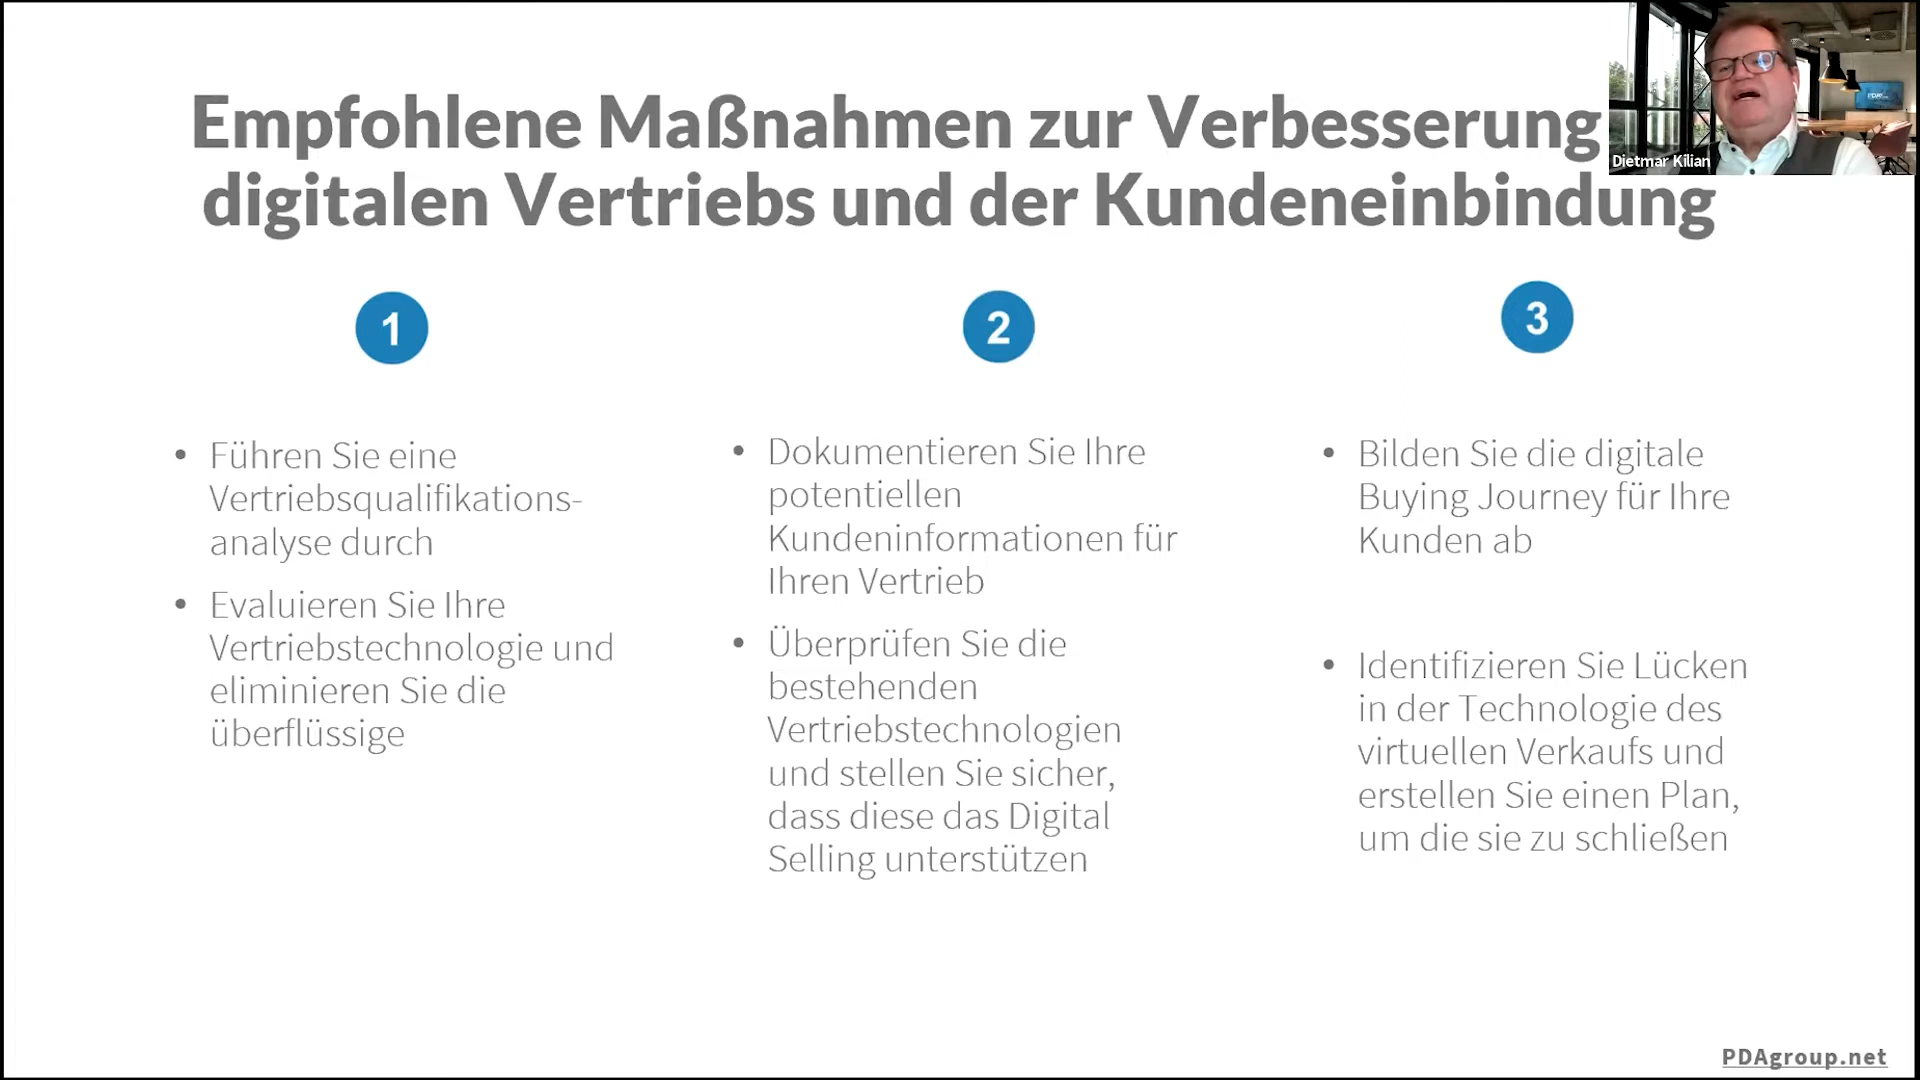 Empfohlene Maßnahmen zur Verbesserung
digitalen Vertriebs und der Kundeneinbindung
Dietmar Kilian
1
2
3
• Führen Sie eine
Vertriebsqualifikations-
analyse durch
• Evaluieren Sie Ihre
Vertriebstechnologie und
eliminieren Sie die
überflüssige
• Dokumentieren Sie Ihre
potentiellen
Kundeninformationen für
Ihren Vertrieb
• Überprüfen Sie die
bestehenden
Vertriebstechnologien
und stellen Sie sicher,
dass diese das Digital
Selling unterstützen
• Bilden Sie die digitale
Buying Journey für Ihre
Kunden ab
• Identifizieren Sie Lücken
in der Technologie des
virtuellen Verkaufs und
erstellen Sie einen Plan,
um die sie zu schließen
PDAgroup.net